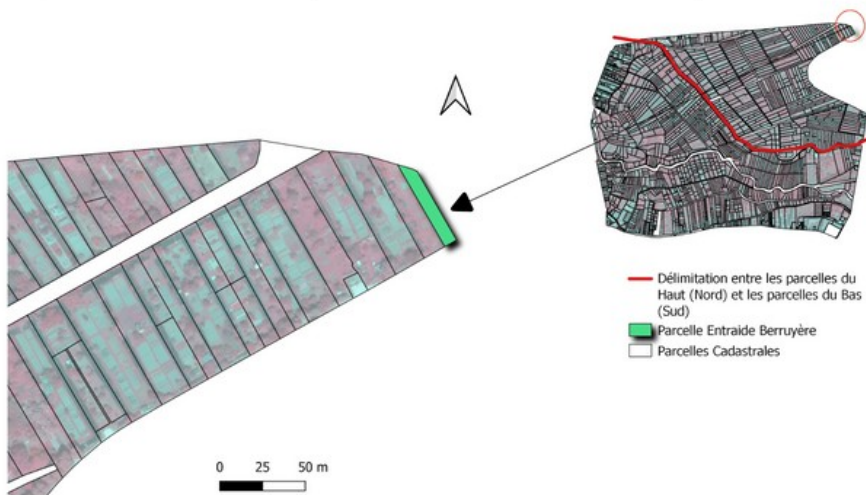 Délimitation entre les parcelles du
Haut (Nord) et les parcelles du Bas
(Sud)
Parcelle Entraide Berruyère
Parcelles Cadastrales
0 25 50 m